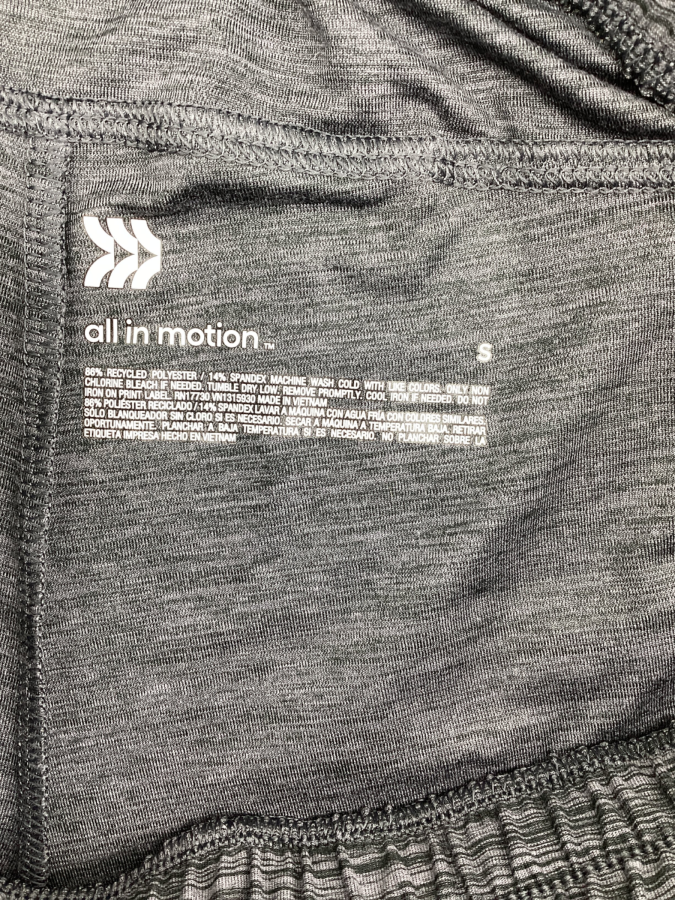 all in motion™
S
86% RECYCLED POLYESTER / 14% SPANDEX MACHINE WASH COLD WITH LIKE COLORS. ONLY NON
CHLORINE BLEACH IF NEEDED. TUMBLE DRY LOW. REMOVE PROMPTLY. COOL IRON IF NEEDED. DO NOT
IRON ON PRINT LABEL. RN17730 VN1315930 MADE IN VIETNAM
86% POLIÉSTER RECICLADO / 14% SPANDEX LAVAR A MÁQUINA CON AGUA FRÍA CON COLORES SIMILARES.
SÓLO BLANQUEADOR SIN CLORO SI ES NECESARIO. SECAR A MÁQUINA A TEMPERATURA BAJA. RETIRAR
OPORTUNAMENTE. PLANCHAR A BAJA TEMPERATURA SI ES NECESARIO. NO PLANCHAR SOBRE LA
ETIQUETA IMPRESA HECHO EN VIETNAM